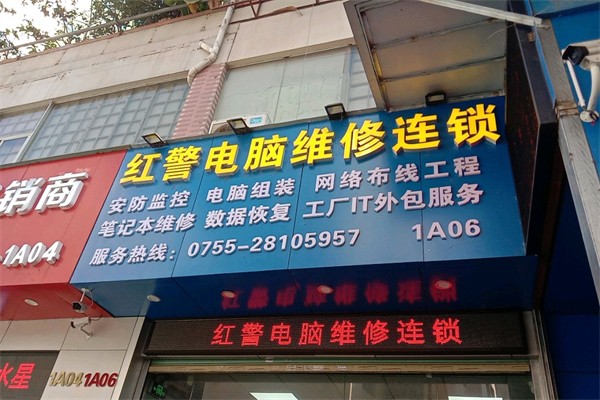 红警电脑维修连锁
安防监控 电脑组装 网络布线工程
笔记本维修 数据恢复 工厂IT外包服务
服务热线：0755-28105957 1A06
销商
1A04
红警电脑维修连锁
水星
1A04 1A06